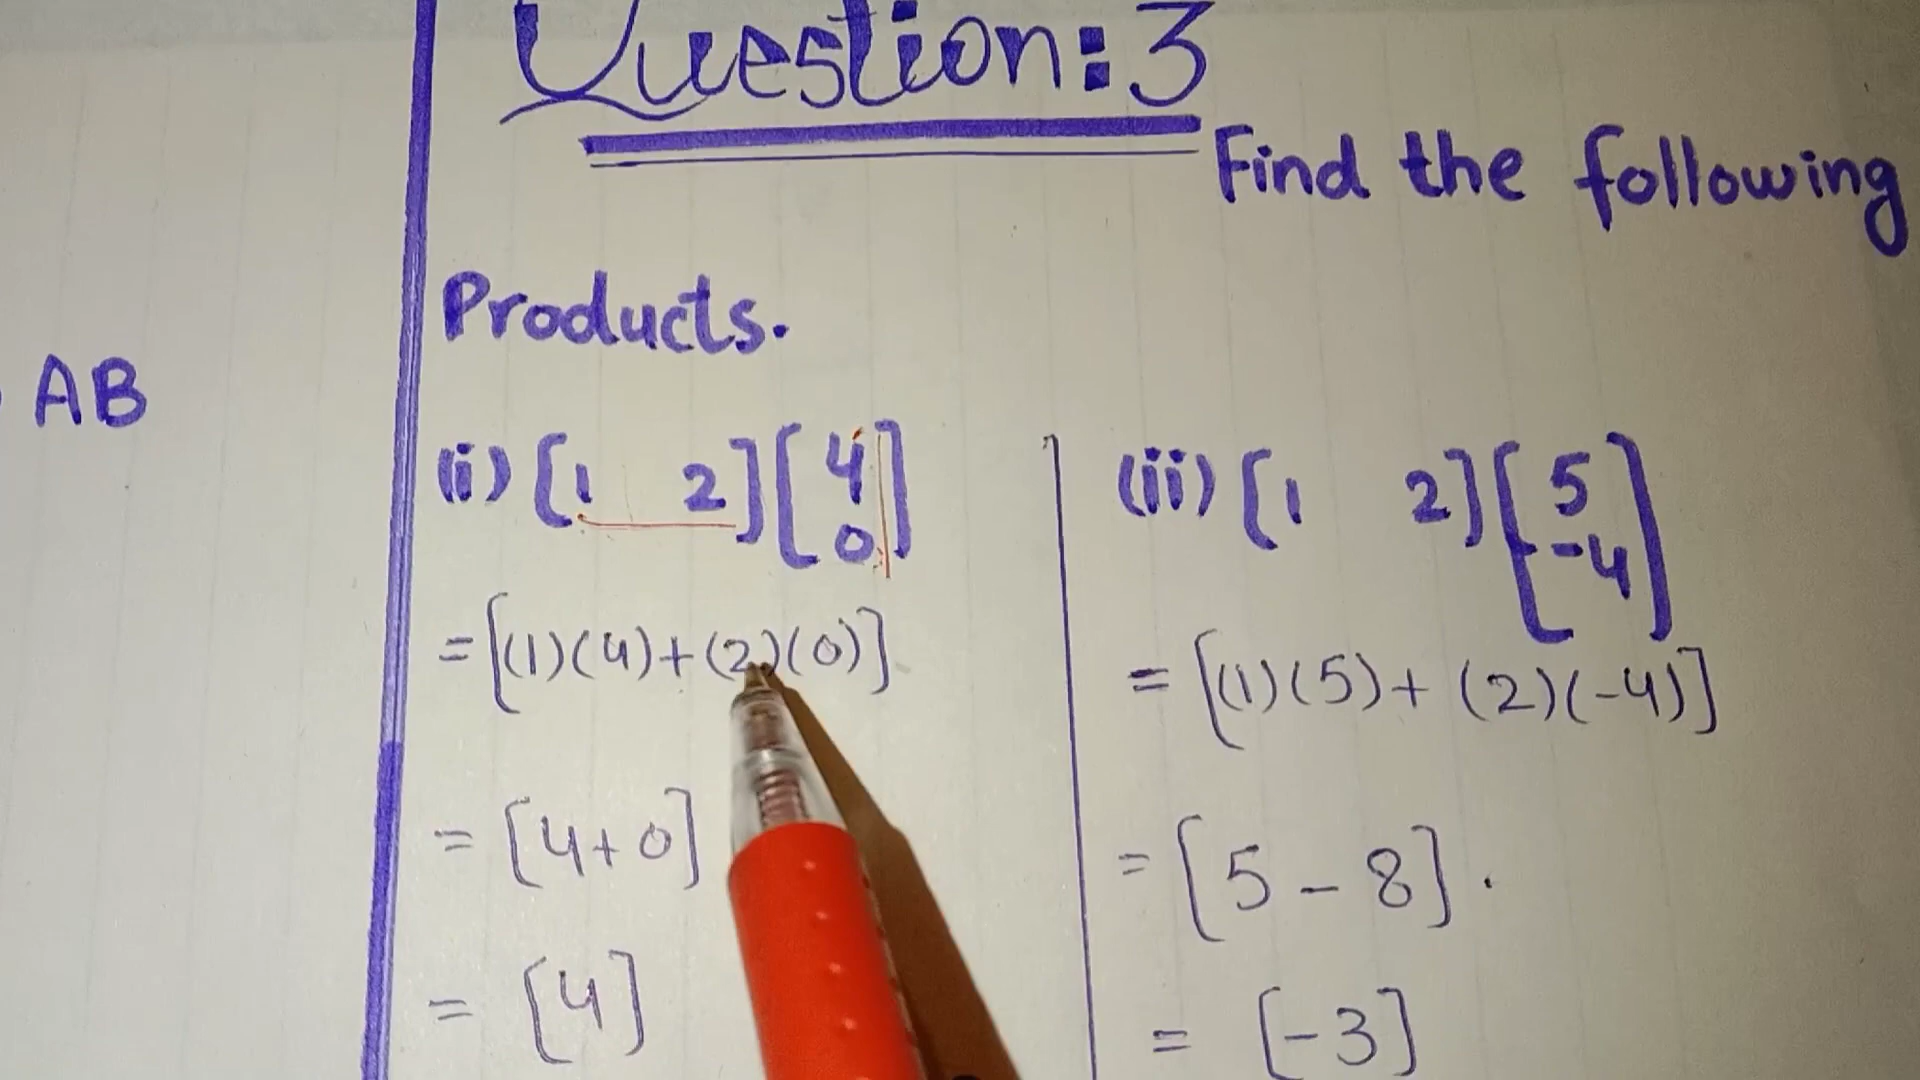 Question: 3
Find the following
Products.
AB
(i) [1 2] [4
0]
= [(1)(4)+(2)(0)]
= [4+0]
= [4]
(ii) [1 2] [5
-4]
= [(1)(5)+(2)(-4)]
= [5-8].
= [-3]